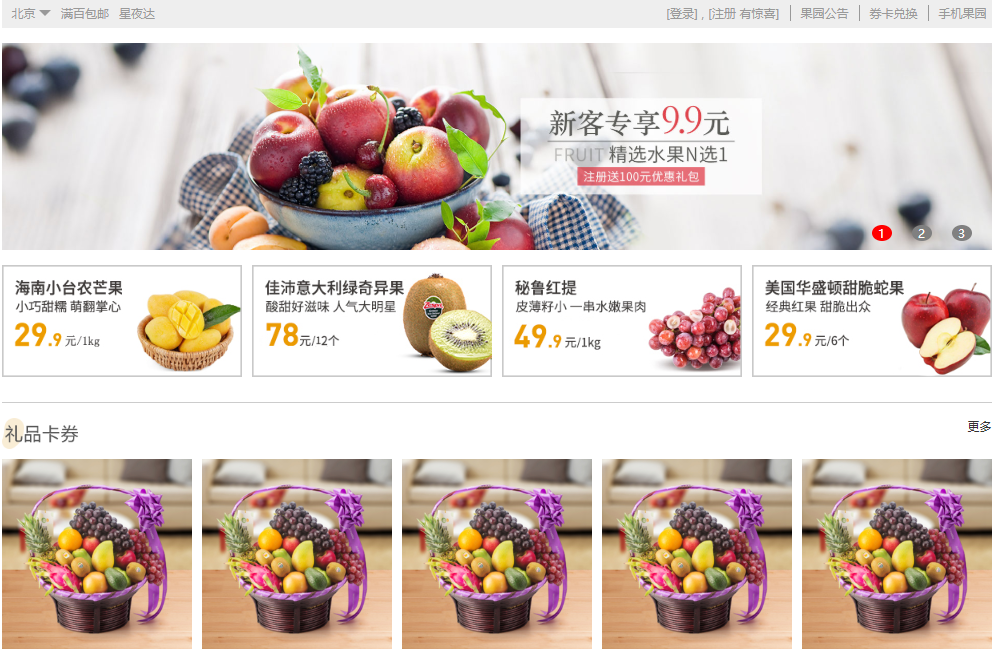 北京 满百包邮 星夜达 [登录] , [注册 有惊喜] 果园公告 券卡兑换 手机果园
新客专享9.9元
FRUIT 精选水果N选1
注册送100元优惠礼包
1 2 3
海南小台农芒果
小巧甜糯 萌翻掌心
29.9 元/1kg
佳沛意大利绿奇异果
酸甜好滋味 人气大明星
78元/12个
秘鲁红提
皮薄籽小 一串水嫩果肉
49.9 元/1kg
美国华盛顿甜脆蛇果
经典红果 甜脆出众
29.9 元/6个
礼品卡券 更多